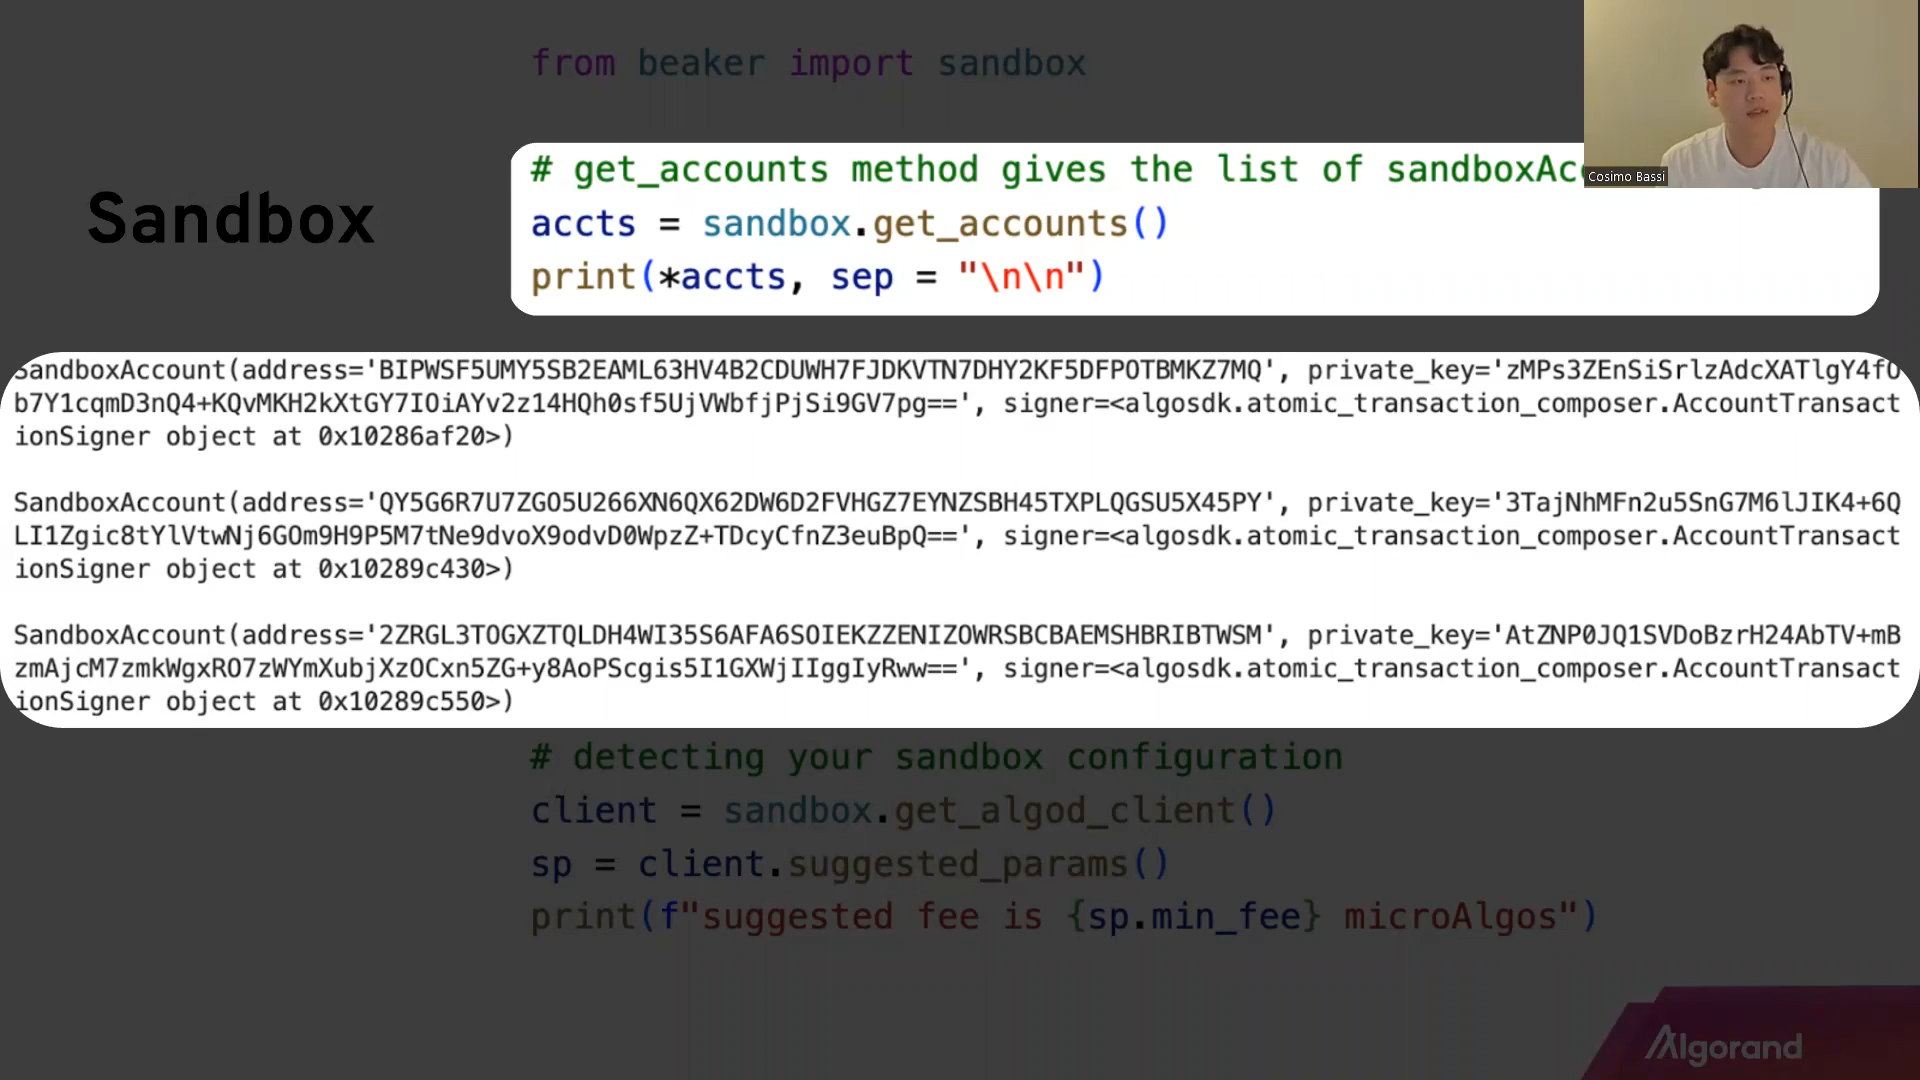 from beaker import sandbox
# get_accounts method gives the list of sandboxAcc
Cosimo Bassi
Sandbox
accts = sandbox.get_accounts()
print(*accts, sep = "\n\n")
SandboxAccount(address='BIPWSF5UMY5SB2EAML63HV4B2CDUWH7FJDKVTN7DHY2KF5DFPOTBMKZ7MQ', private_key='zMPs3ZEnSiSrlzAdcXATlgY4fO
b7Y1cqmD3nQ4+KQvMKH2kXtGY7IOiAYv2z14HQh0sf5UjVWbfjPjSi9GV7pg==', signer=<algosdk.atomic_transaction_composer.AccountTransact
ionSigner object at 0x10286af20>)
SandboxAccount(address='QY5G6R7U7ZGO5U266XN6QX62DW6D2FVHGZ7EYNZSBH45TXPLQGSU5X45PY', private_key='3TajNhMFn2u5SnG7M6lJIK4+6Q
LI1Zgic8tYlVtwNj6GOm9H9P5M7tNe9dvoX9odvD0WpzZ+TDcyCfnZ3euBpQ==', signer=<algosdk.atomic_transaction_composer.AccountTransact
ionSigner object at 0x10289c430>)
SandboxAccount(address='2ZRGL3TOGXZTQLDH4WI35S6AFA6SOIEKZZENIZOWRSBCBAEMSHBRIBTWSM', private_key='AtZNP0JQ1SVDoBzrH24AbTV+mB
zmAjcM7zmkWgxRO7zWYmXubjXzOCxn5ZG+y8AoPScgis5I1GXWjIIggIyRww==', signer=<algosdk.atomic_transaction_composer.AccountTransact
ionSigner object at 0x10289c550>)
# detecting your sandbox configuration
client = sandbox.get_algod_client()
sp = client.suggested_params()
print(f"suggested fee is {sp.min_fee} microAlgos")
Algorand